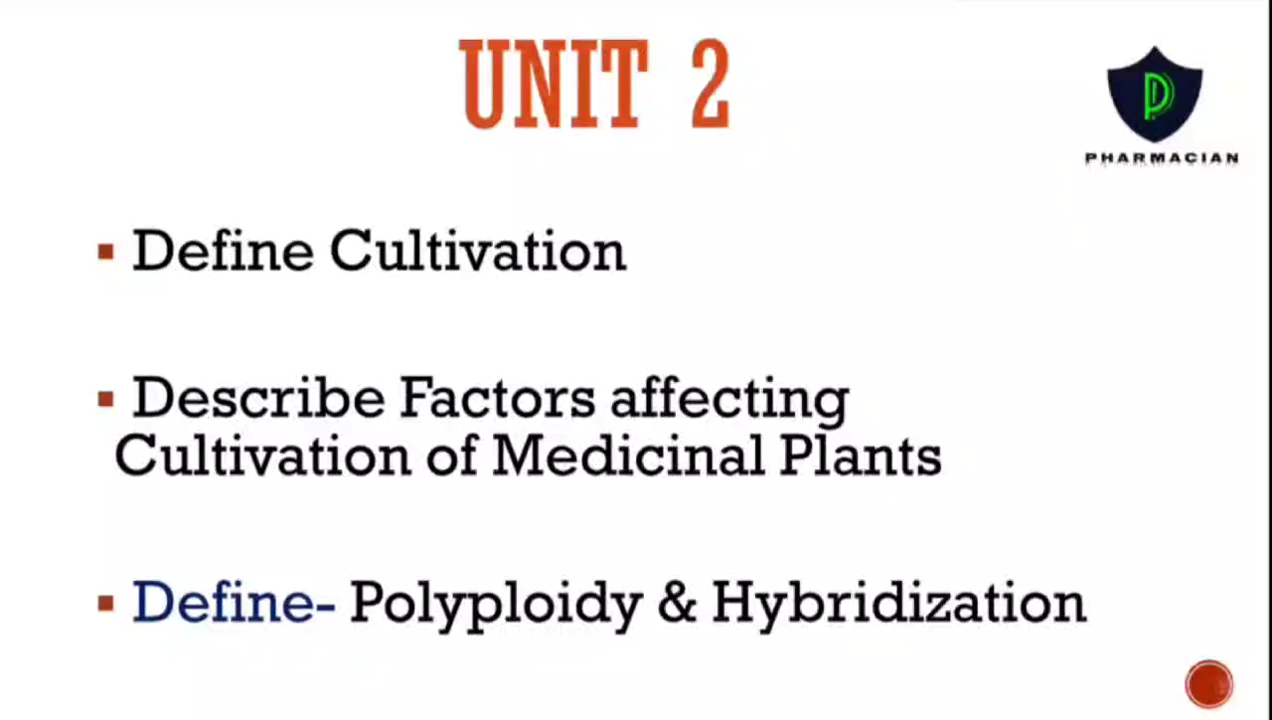 UNIT 2
PHARMACIAN
Define Cultivation
Describe Factors affecting
Cultivation of Medicinal Plants
Define- Polyploidy & Hybridization